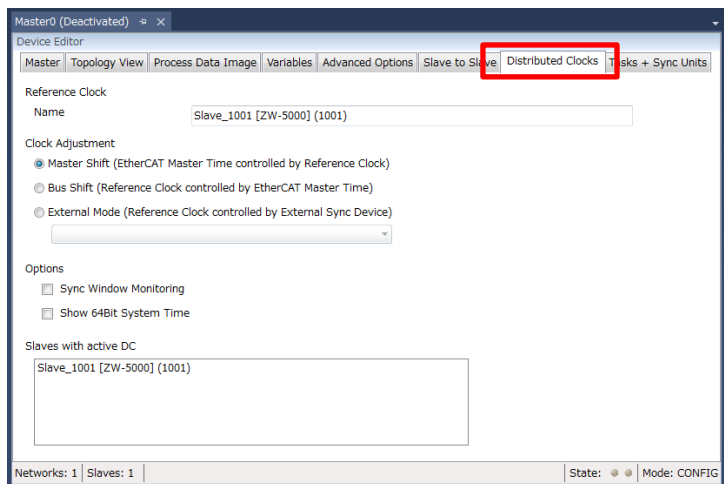 Master0 (Deactivated)
Device Editor
Master Topology View Process Data Image Variables Advanced Options Slave to Slave Distributed Clocks Tasks + Sync Units
Reference Clock
Name Slave_1001 [ZW-5000] (1001)
Clock Adjustment
Master Shift (EtherCAT Master Time controlled by Reference Clock)
Bus Shift (Reference Clock controlled by EtherCAT Master Time)
External Mode (Reference Clock controlled by External Sync Device)
Options
Sync Window Monitoring
Show 64Bit System Time
Slaves with active DC
Slave_1001 [ZW-5000] (1001)
Networks: 1 Slaves: 1 State: Mode: CONFIG